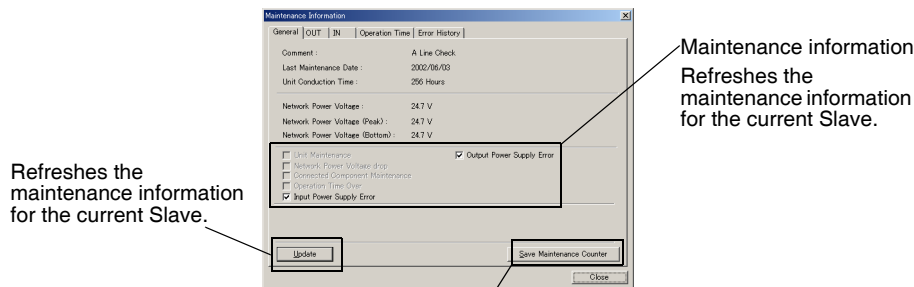 Maintenance Information
General OUT IN Operation Time Error History
Comment : A Line Check
Last Maintenance Date : 2002/06/03
Unit Conduction Time : 256 Hours
Network Power Voltage : 24.7 V
Network Power Voltage (Peak) : 24.7 V
Network Power Voltage (Bottom) : 24.7 V
Unit Maintenance
Output Power Supply Error
Network Power Voltage drop
Connected Component Maintenance
Operation Time Over
Input Power Supply Error
Update
Save Maintenance Counter
Close
Maintenance information
Refreshes the
maintenance information
for the current Slave.
Refreshes the
maintenance information
for the current Slave.